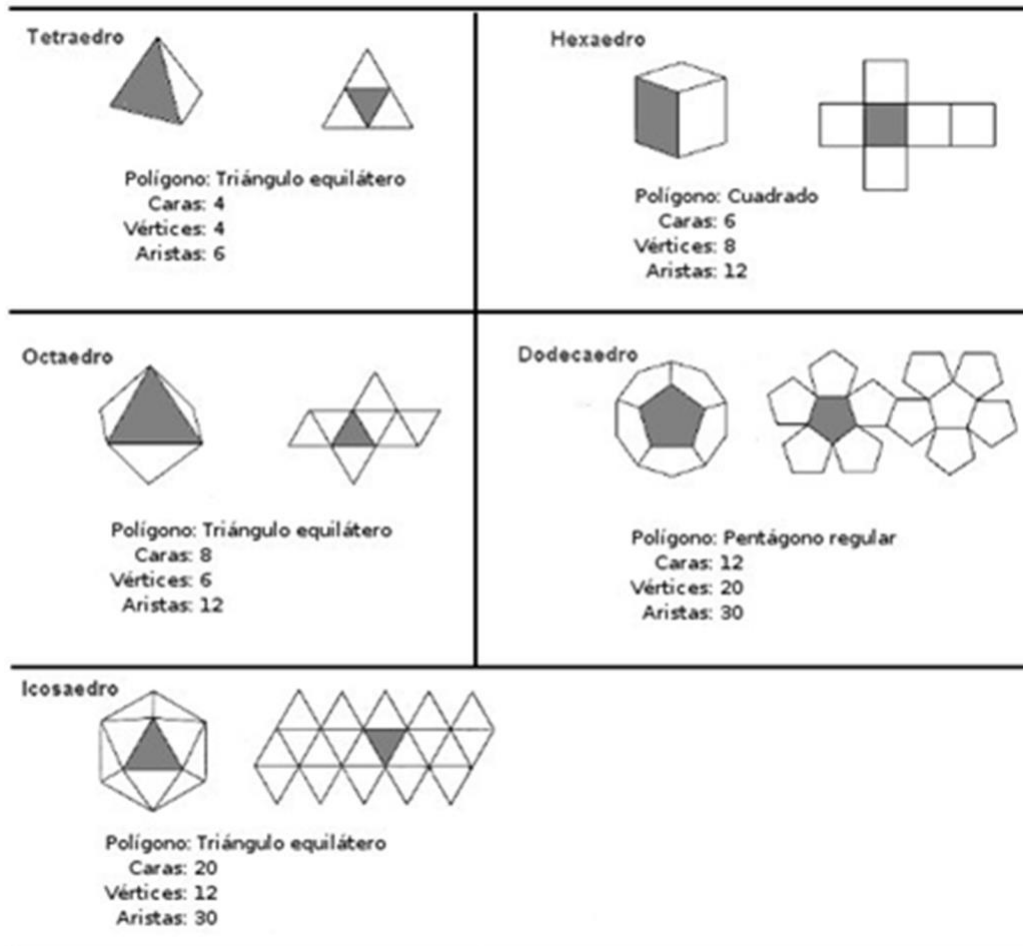 Tetraedro
Polígono: Triángulo equilátero
Caras: 4
Vértices: 4
Aristas: 6
Hexaedro
Polígono: Cuadrado
Caras: 6
Vértices: 8
Aristas: 12
Octaedro
Polígono: Triángulo equilátero
Caras: 8
Vértices: 6
Aristas: 12
Dodecaedro
Polígono: Pentágono regular
Caras: 12
Vértices: 20
Aristas: 30
Icosaedro
Polígono: Triángulo equilátero
Caras: 20
Vértices: 12
Aristas: 30